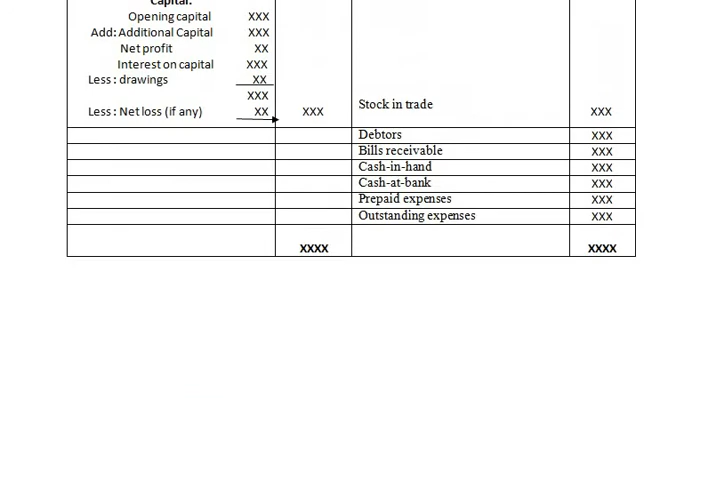 Capital:
Opening capital XXX
Add: Additional Capital XXX
Net profit XX
Interest on capital XXX
Less : drawings XX
XXX
Less : Net loss (if any) XX XXX
Stock in trade XXX
Debtors XXX
Bills receivable XXX
Cash-in-hand XXX
Cash-at-bank XXX
Prepaid expenses XXX
Outstanding expenses XXX
XXXX XXXX